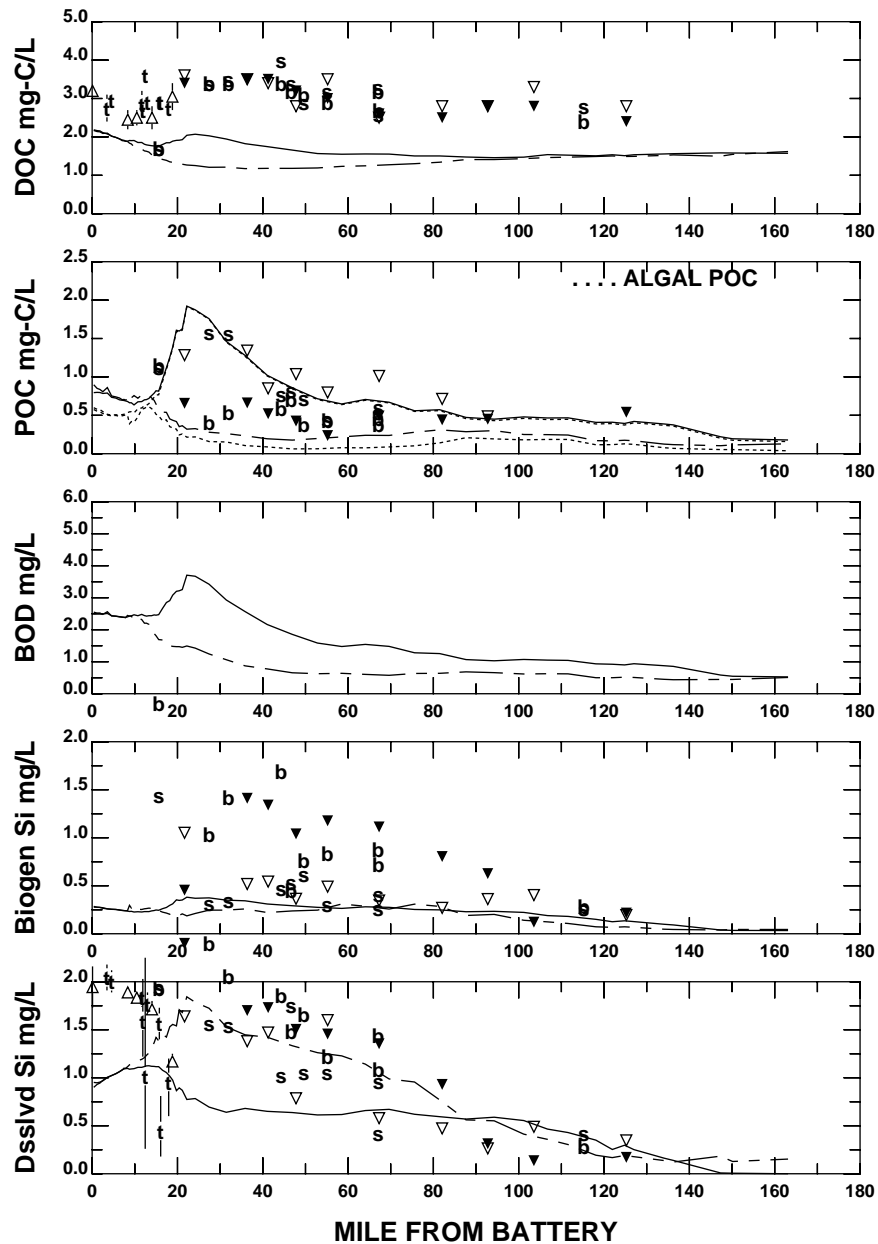 5.0
4.0
3.0
2.0
1.0
0.0
DOC mg-C/L
t t t t t t t t t b s s b s b s s b s b s b s s b s b s b s s b
0 20 40 60 80 100 120 140 160 180
2.5
2.0
1.5
1.0
0.5
0.0
POC mg-C/L
. . . . ALGAL POC
b s s b s b s b s b s b b s b s b b
0 20 40 60 80 100 120 140 160 180
6.0
5.0
4.0
3.0
2.0
1.0
0.0
BOD mg/L
0 20 40 60 80 100 120 140 160 180
b
2.0
1.5
1.0
0.5
0.0
Biogen Si mg/L
s b s b s b s b s b b s b s b b s s b s
0 20 40 60 80 100 120 140 160 180
b
2.0
1.5
1.0
0.5
0.0
Dsslvd Si mg/L
t t t t t t t t t t b s s b s b s s b b s b s b b s s s b
0 20 40 60 80 100 120 140 160 180
MILE FROM BATTERY